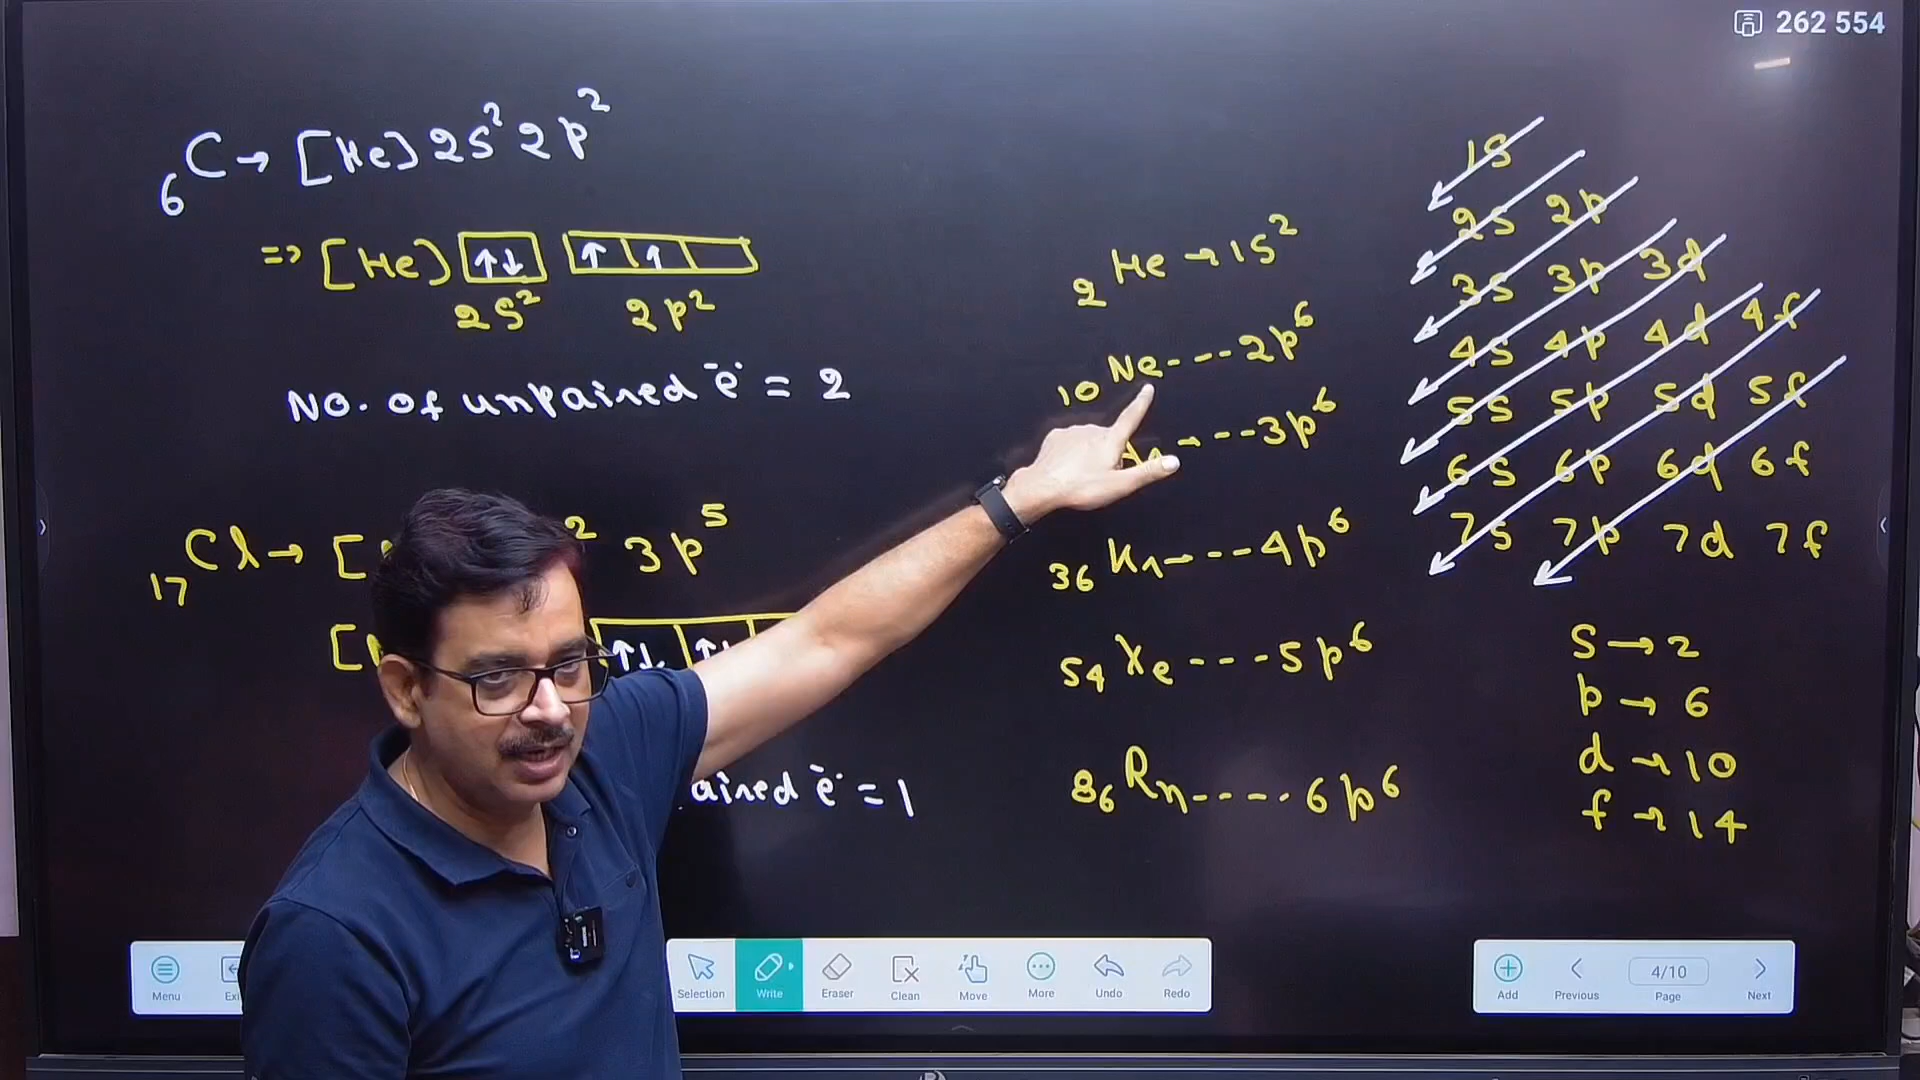 262 554
₆C → [He] 2s² 2p²
=> [He] ↑↓ ↑ ↑
2s² 2p²
No. of unpaired e⁻ = 2
₁₇Cl → [ ² 3p⁵
[ ↑↓ ↑↓
aired e⁻ = 1
₂He → 1s²
₁₀Ne - - - 2p⁶
- - - 3p⁶
₃₆Kr - - - 4p⁶
₅₄Xe - - - 5p⁶
₈₆Rn - - - - 6p⁶
1s
2s 2p
3s 3p 3d
4s 4p 4d 4f
5s 5p 5d 5f
6s 6p 6d 6f
7s 7p 7d 7f
s → 2
p → 6
d → 10
f → 14
Menu
Selection Write Eraser Clean Move More Undo Redo
Add Previous 4/10 Page Next